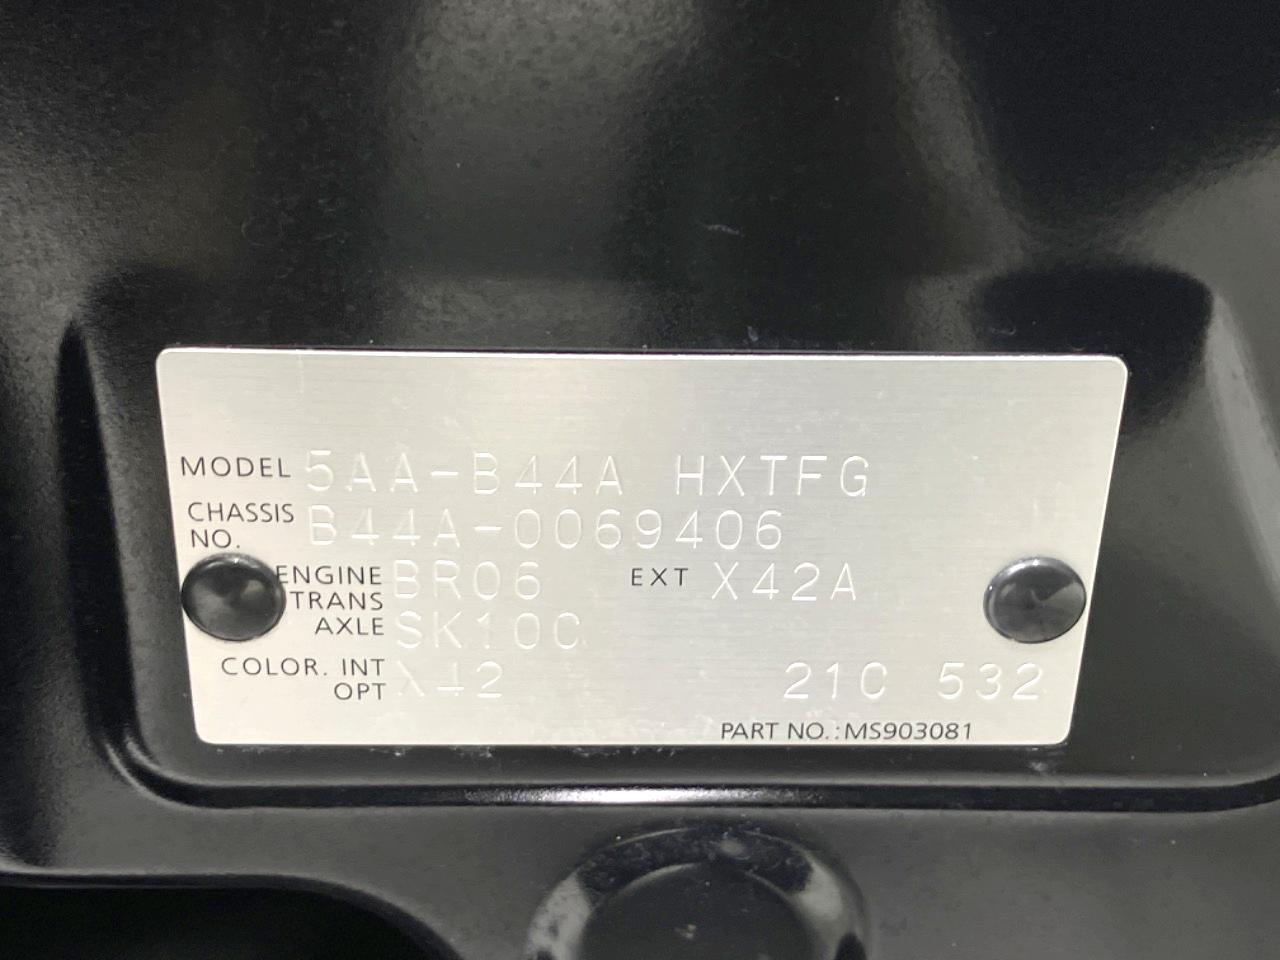 MODEL 5AA-B44A HXTFG
CHASSIS NO. B44A-0069406
ENGINE BR06 EXT X42A
TRANS AXLE SK10C
COLOR. INT OPT X42 21C 532
PART NO.:MS903081